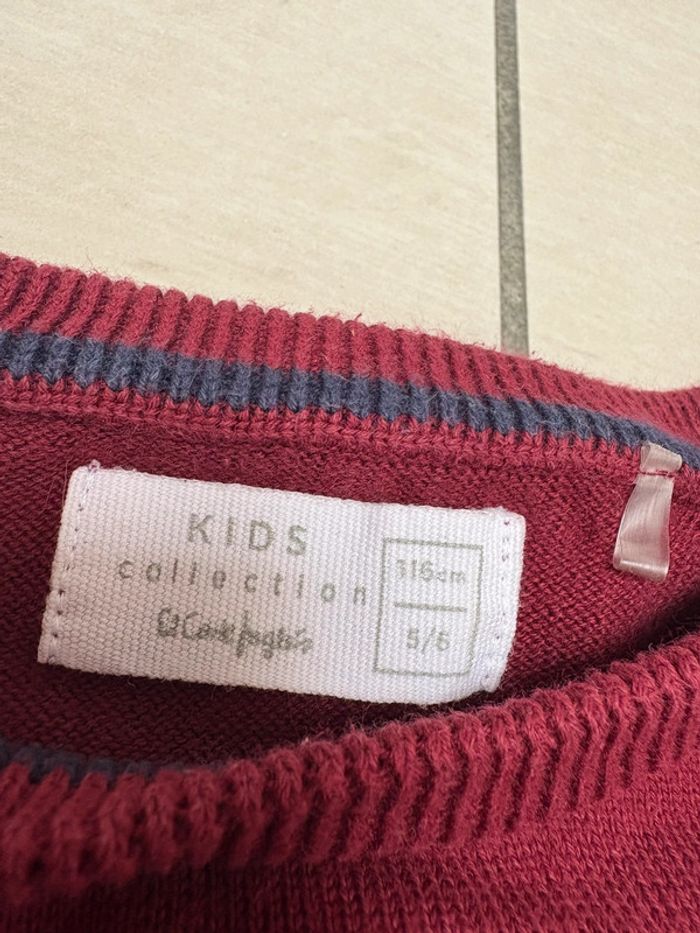 KIDS
collection
El Corte Inglés
116cm
5/6